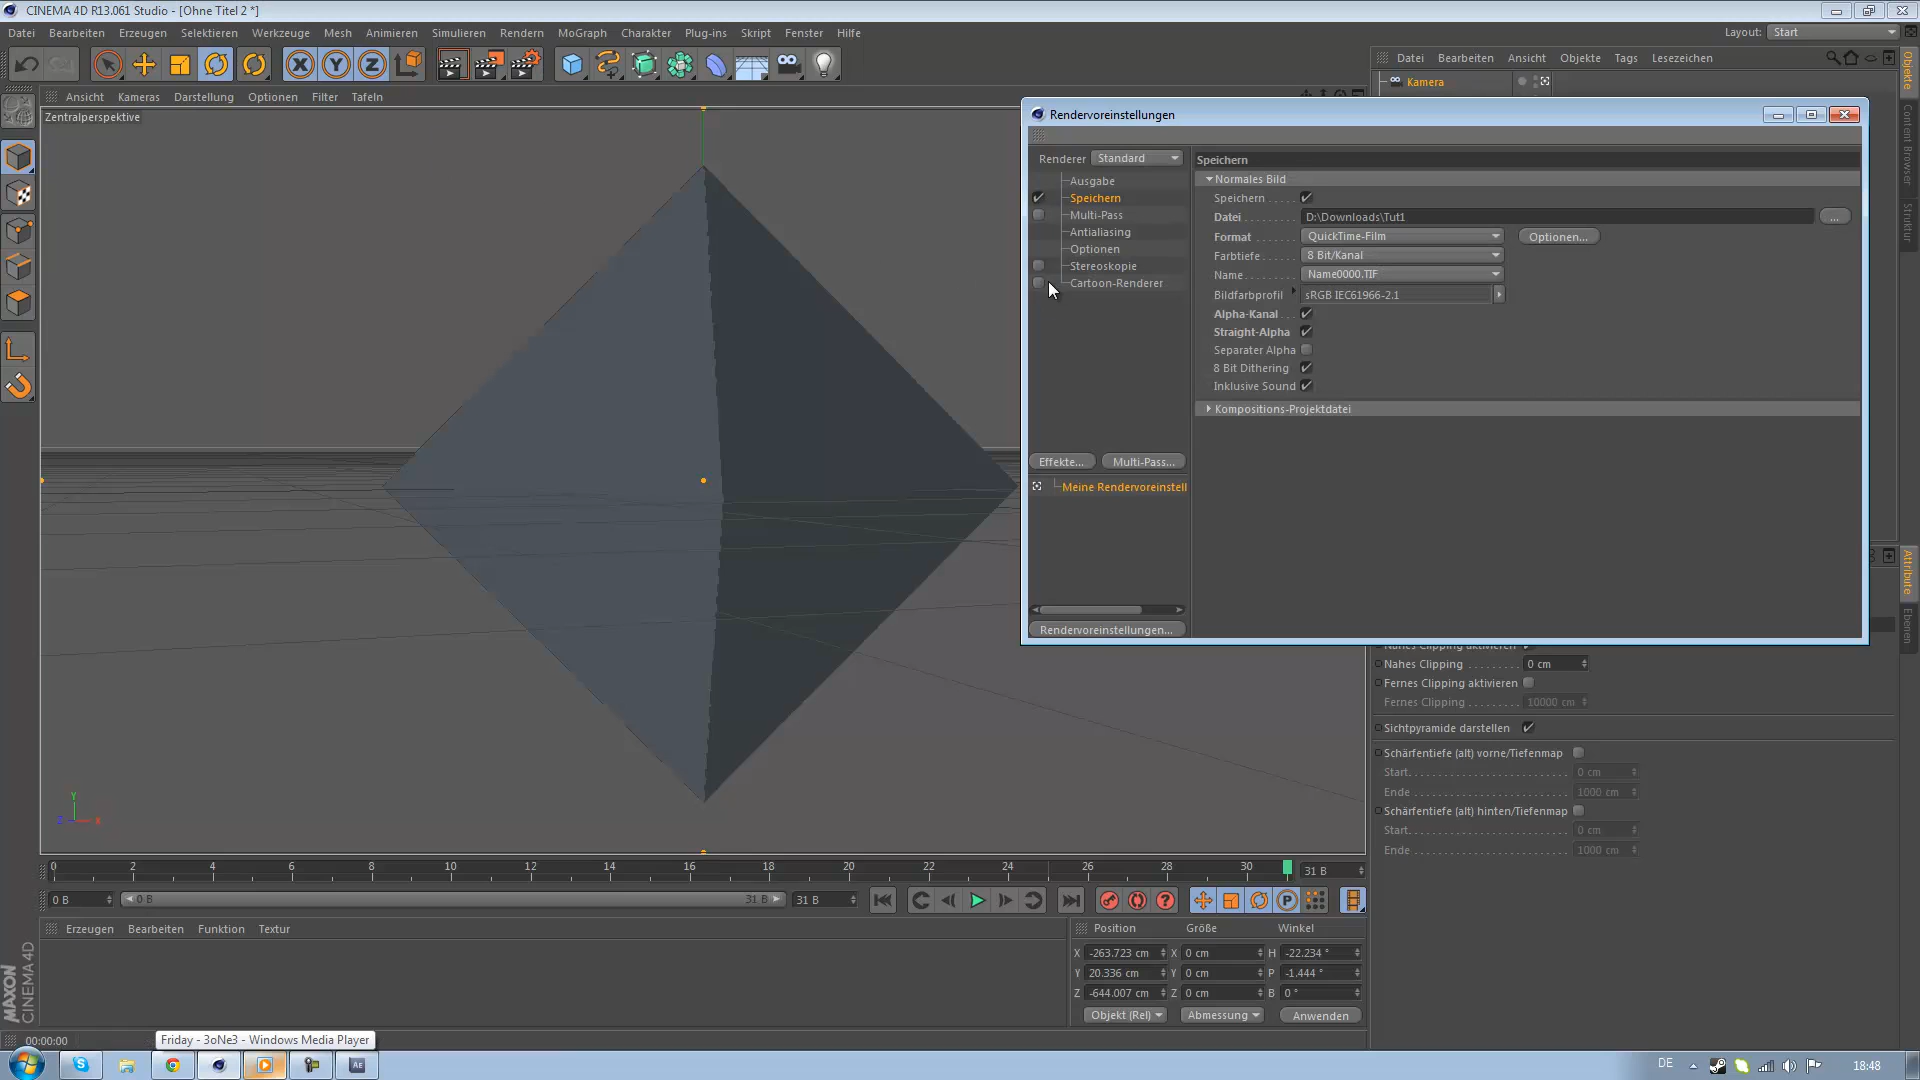 CINEMA 4D R13.061 Studio - [Ohne Titel 2 *]
Datei Bearbeiten Erzeugen Selektieren Werkzeuge Mesh Animieren Simulieren Rendern MoGraph Charakter Plug-ins Skript Fenster Hilfe
Layout: Start
Datei Bearbeiten Ansicht Objekte Tags Lesezeichen
Kamera
Ansicht Kameras Darstellung Optionen Filter Tafeln
Zentralperspektive
Rendervoreinstellungen
Renderer Standard
Ausgabe
Speichern
Multi-Pass
Antialiasing
Optionen
Stereoskopie
Cartoon-Renderer
Effekte... Multi-Pass...
Meine Rendervoreinstell
Rendervoreinstellungen...
Speichern
Normales Bild
Speichern
Datei D:\Downloads\Tut1 ...
Format QuickTime-Film Optionen...
Farbtiefe 8 Bit/Kanal
Name Name0000.TIF
Bildfarbprofil sRGB IEC61966-2.1
Alpha-Kanal
Straight-Alpha
Separater Alpha
8 Bit Dithering
Inklusive Sound
Kompositions-Projektdatei
Objekte
Content Browser
Struktur
Attribute
Ebenen
Nahes Clipping aktivieren
Nahes Clipping 0 cm
Fernes Clipping aktivieren
Fernes Clipping 10000 cm
Sichtpyramide darstellen
Schärfentiefe (alt) vorne/Tiefenmap
Start 0 cm
Ende 1000 cm
Schärfentiefe (alt) hinten/Tiefenmap
Start 0 cm
Ende 1000 cm
Y
Z X
0 2 4 6 8 10 12 14 16 18 20 22 24 26 28 30 31 B
0 B 0 B 31 B 31 B
Erzeugen Bearbeiten Funktion Textur
Position Größe Winkel
X -263.723 cm X 0 cm H -22.234 °
Y 20.336 cm Y 0 cm P -1.444 °
Z -644.007 cm Z 0 cm B 0 °
Objekt (Rel) Abmessung Anwenden
MAXON
CINEMA 4D
00:00:00
Friday - 3oNe3 - Windows Media Player
DE 18:48